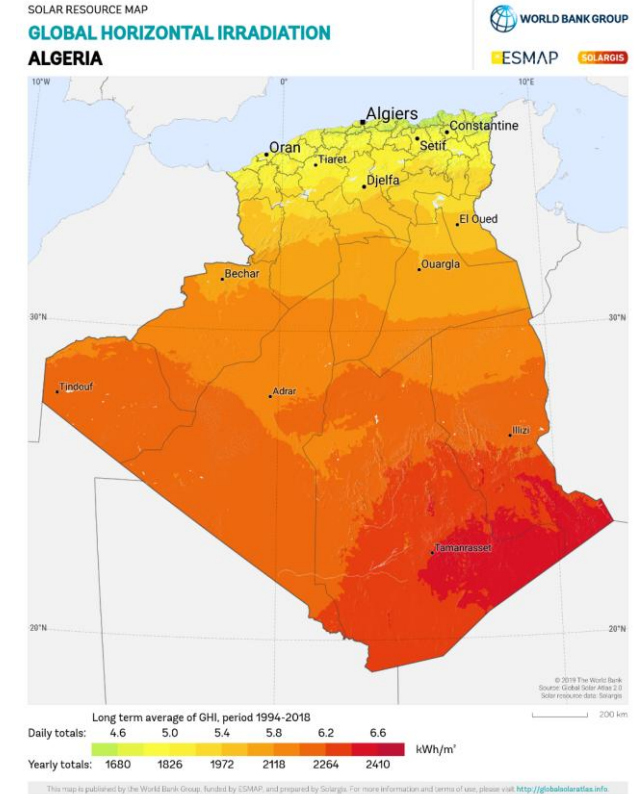 SOLAR RESOURCE MAP
GLOBAL HORIZONTAL IRRADIATION
ALGERIA
WORLD BANK GROUP
ESMAP
SOLARGIS
10°W 0° 10°E
Algiers
Constantine
Oran
Setif
Tiaret
Djelfa
El Oued
Ouargla
Bechar
30°N 30°N
Tindouf
Adrar
Illizi
Tamanrasset
20°N 20°N
© 2019 The World Bank
Source: Global Solar Atlas 2.0
Solar resource data: Solargis
200 km
Long term average of GHI, period 1994-2018
Daily totals: 4.6 5.0 5.4 5.8 6.2 6.6
kWh/m²
Yearly totals: 1680 1826 1972 2118 2264 2410
This map is published by the World Bank Group, funded by ESMAP, and prepared by Solargis. For more information and terms of use, please visit http://globalsolaratlas.info.